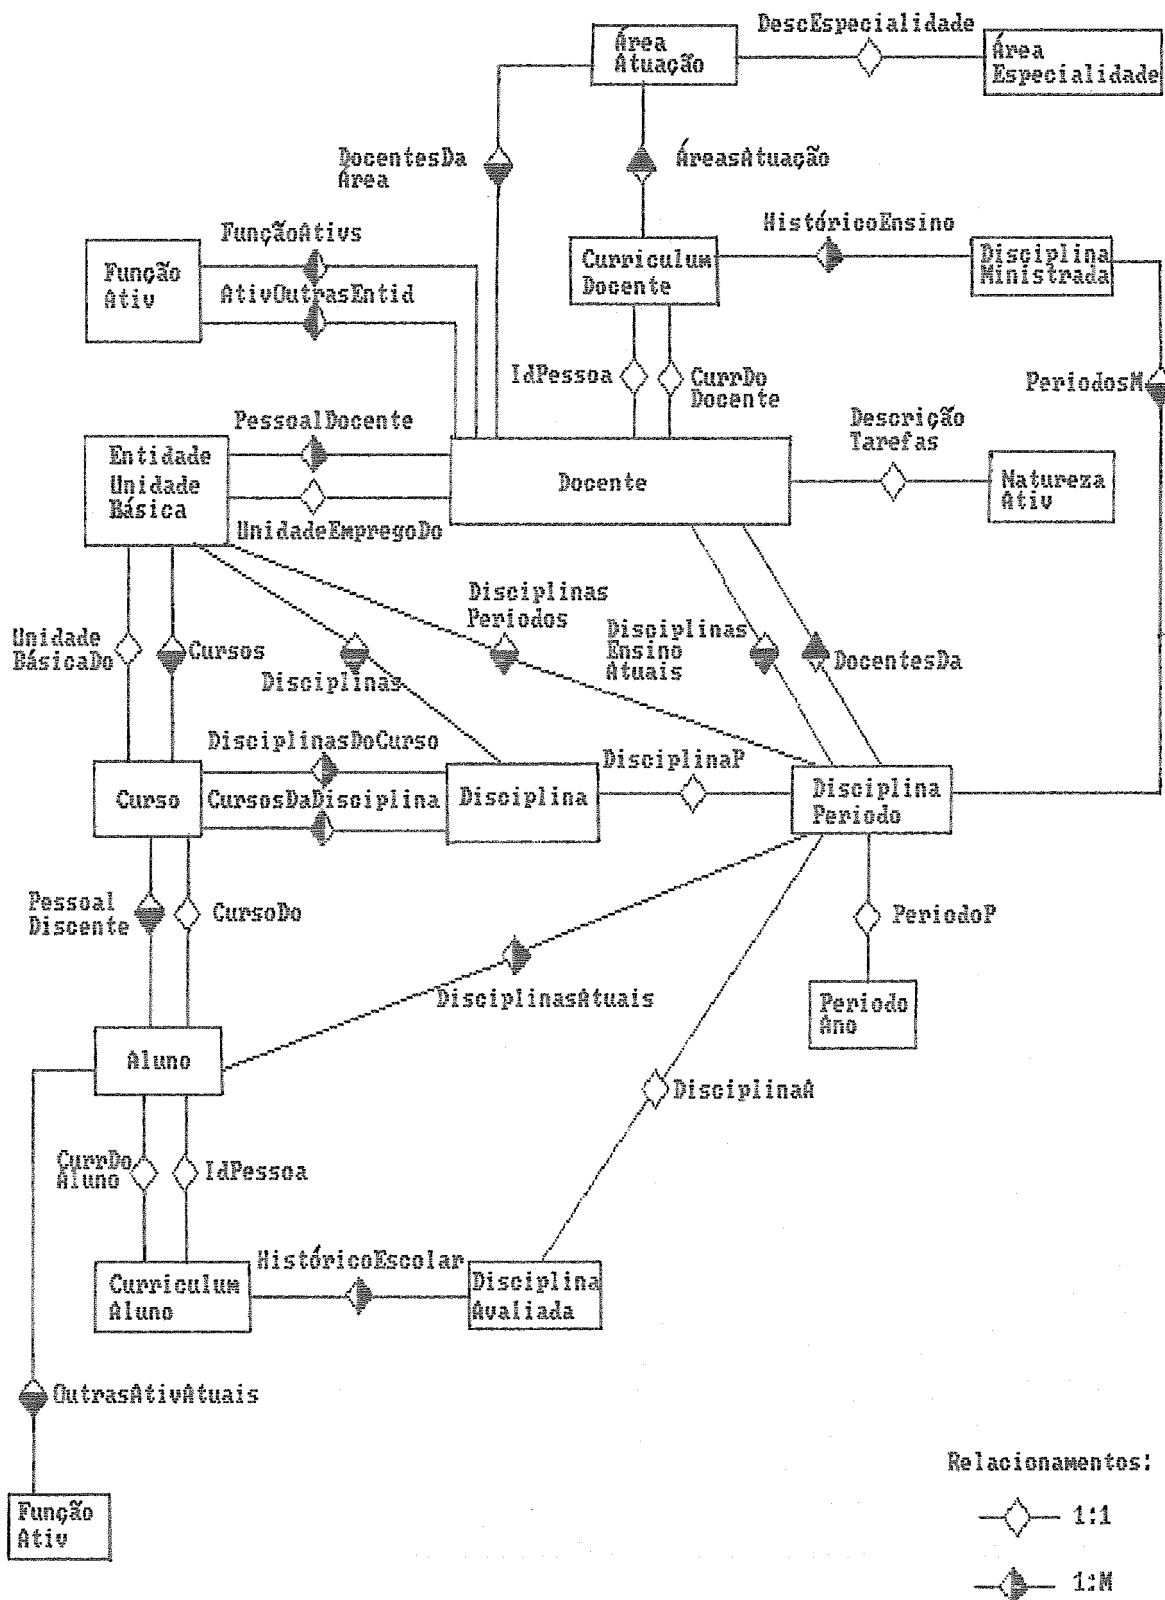 DescEspecialidade
Área
Atuação
Área
Especialidade
DocentesDa
Área
ÁreasAtuação
HistóricoEnsino
FunçãoAtivs
Função
Ativ
AtivOutrasEntid
Curriculum
Docente
Disciplina
Ministrada
IdPessoa
CurrDo
Docente
PeriodosM
PessoalDocente
Descrição
Tarefas
Entidade
Unidade
Básica
Docente
Natureza
Ativ
UnidadeEmpregoDo
Disciplinas
Periodos
Unidade
BásicaDo
Cursos
Disciplinas
Disciplinas
Ensino
Atuais
DocentesDa
DisciplinasDoCurso
DisciplinaP
Curso
CursosDaDisciplina
Disciplina
Disciplina
Periodo
Pessoal
Discente
CursoDo
PeriodoP
DisciplinasAtuais
Periodo
Ano
Aluno
DisciplinaA
CurrDo
Aluno
IdPessoa
HistóricoEscolar
Curriculum
Aluno
Disciplina
Avaliada
OutrasAtivAtuais
Relacionamentos:
Função
Ativ
1:1
1:M